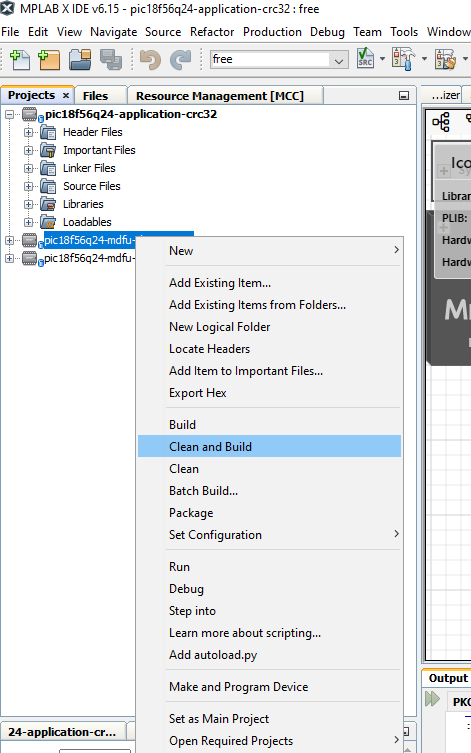 MPLAB X IDE v6.15 - pic18f56q24-application-crc32 : free
File Edit View Navigate Source Refactor Production Debug Team Tools Window
free
SRC
Projects × Files Resource Management [MCC]
...izer
pic18f56q24-application-crc32
Header Files
Important Files
Linker Files
Source Files
Libraries
Loadables
pic18f56q24-mdfu-
pic18f56q24-mdfu-
New
Add Existing Item...
Add Existing Items from Folders...
New Logical Folder
Locate Headers
Add Item to Important Files...
Export Hex
Build
Clean and Build
Clean
Batch Build...
Package
Set Configuration
Run
Debug
Step into
Learn more about scripting...
Add autoload.py
Make and Program Device
Set as Main Project
Open Required Projects
Ico
Sy
Librar
PLIB:
Hardw
Hardw
Output
PKO
24-application-cr...